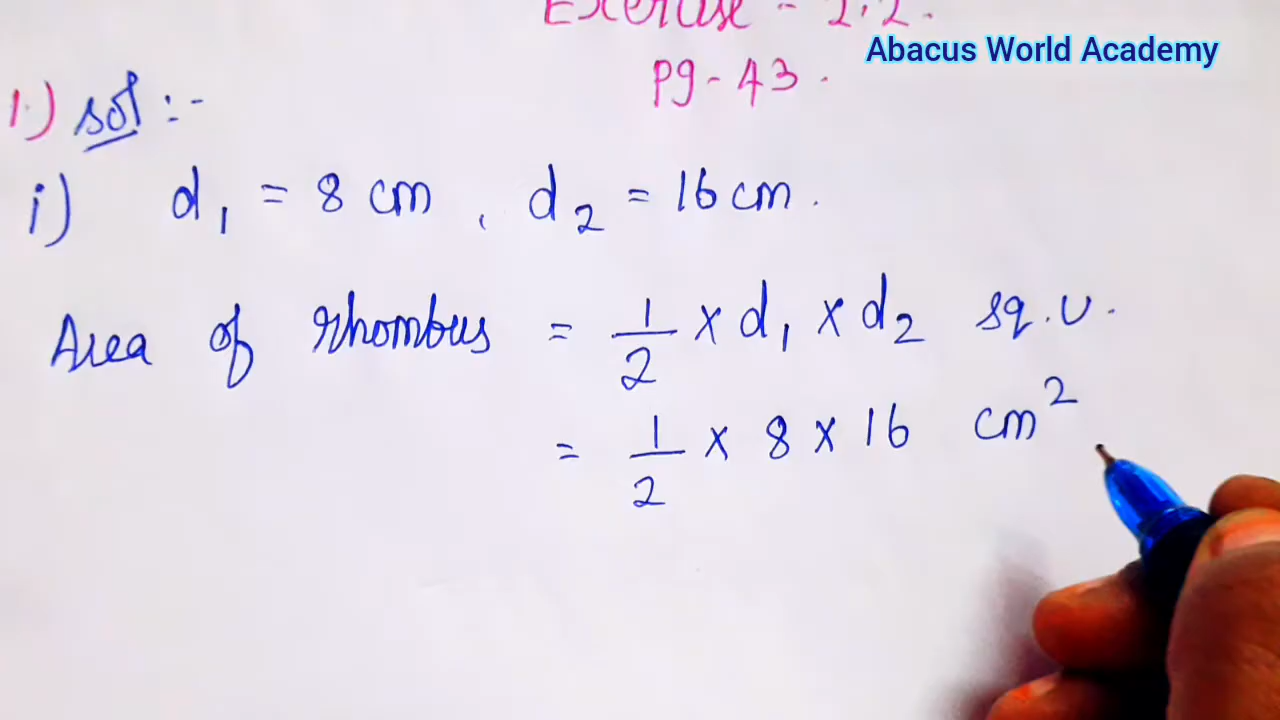 Exercise - 2.2.
Abacus World Academy
Pg - 43.
1.) Sol :-
i) d₁ = 8 cm, d₂ = 16 cm.
Area of rhombus = 1/2 × d₁ × d₂ sq.u.
= 1/2 × 8 × 16 cm²